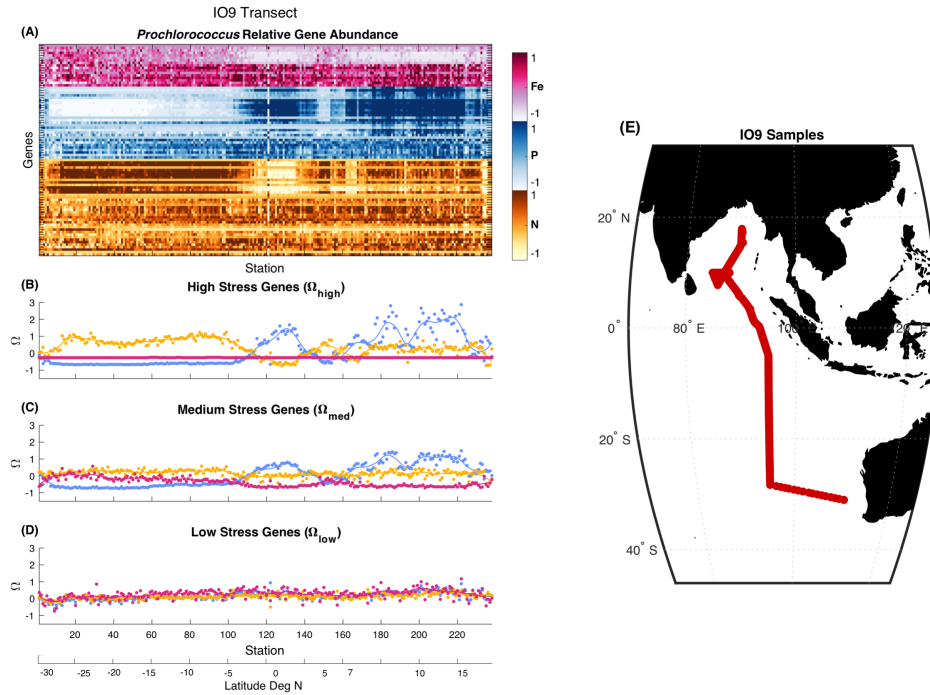 IO9 Transect
(A)
Prochlorococcus Relative Gene Abundance
Genes
Station
1
Fe
-1
1
P
-1
1
N
-1
(B)
High Stress Genes (Ωhigh)
3
2
1
0
-1
Ω
(C)
Medium Stress Genes (Ωmed)
3
2
1
0
-1
Ω
(D)
Low Stress Genes (Ωlow)
3
2
1
0
-1
Ω
20 40 60 80 100 120 140 160 180 200 220
Station
-30 -25 -20 -15 -10 -5 0 5 7 10 15
Latitude Deg N
(E)
IO9 Samples
20° N
0°
80° E
100° E
120° E
20° S
40° S